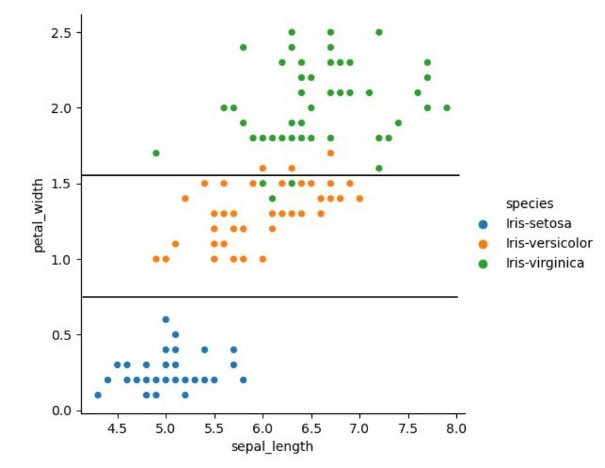 2.5
2.0
1.5
1.0
0.5
0.0
petal_width
4.5 5.0 5.5 6.0 6.5 7.0 7.5 8.0
sepal_length
species
Iris-setosa
Iris-versicolor
Iris-virginica